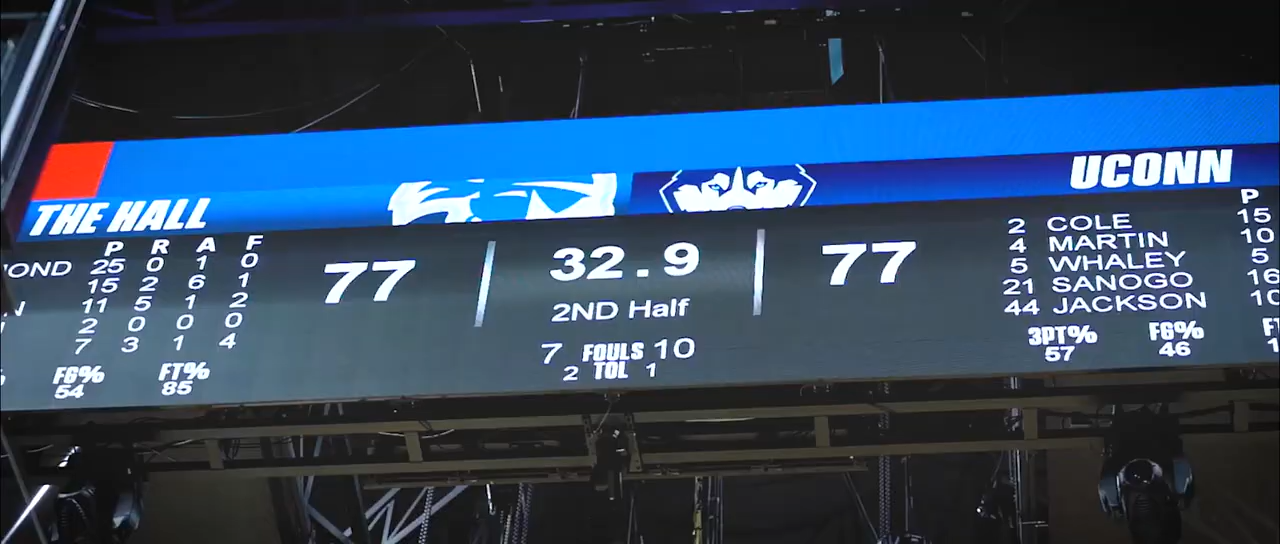 THE HALL
UCONN
P R A F
25 0 1 0
15 2 6 1
11 5 1 2
2 0 0 0
7 3 1 4
FG% FT%
54 85
77 32.9 77
2ND Half
7 FOULS 10
2 TOL 1
P
2 COLE 15
4 MARTIN 10
5 WHALEY 5
21 SANOGO 16
44 JACKSON 10
3PT% FG%
57 46